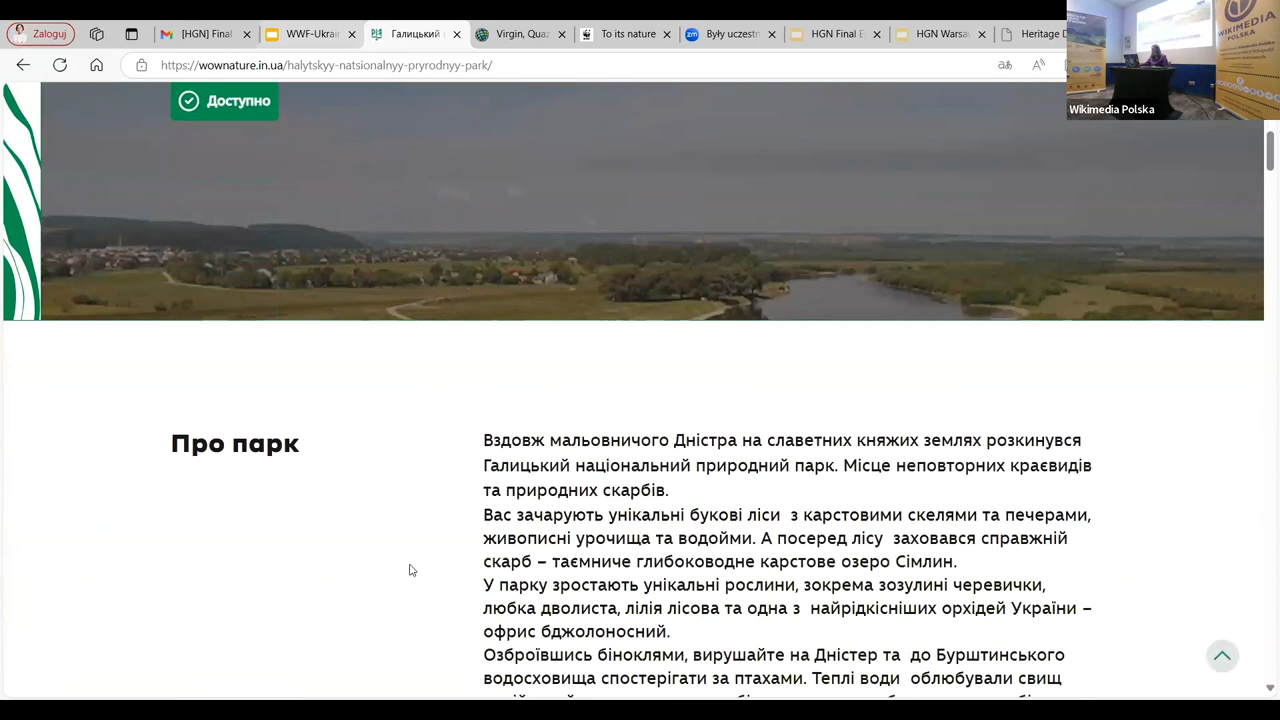 Zaloguj
[HGN] Final
WWF-Ukrai
Галицький
Virgin, Quaz
To its nature
Były uczestn
HGN Final E
HGN Warsa
Heritage D
https://wownature.in.ua/halytskyy-natsionalnyy-pryrodnyy-park/
WIKIMEDIA
POLSKA
Wikimedia Polska
Доступно
Про парк
Вздовж мальовничого Дністра на славетних княжих землях розкинувся
Галицький національний природний парк. Місце неповторних краєвидів
та природних скарбів.
Вас зачарують унікальні букові ліси з карстовими скелями та печерами,
живописні урочища та водойми. А посеред лісу заховався справжній
скарб – таємниче глибоководне карстове озеро Сімлин.
У парку зростають унікальні рослини, зокрема зозулині черевички,
любка дволиста, лілія лісова та одна з найрідкісніших орхідей України –
офрис бджолоносний.
Озброївшись біноклями, вирушайте на Дністер та до Бурштинського
водосховища спостерігати за птахами. Теплі води облюбували свищ